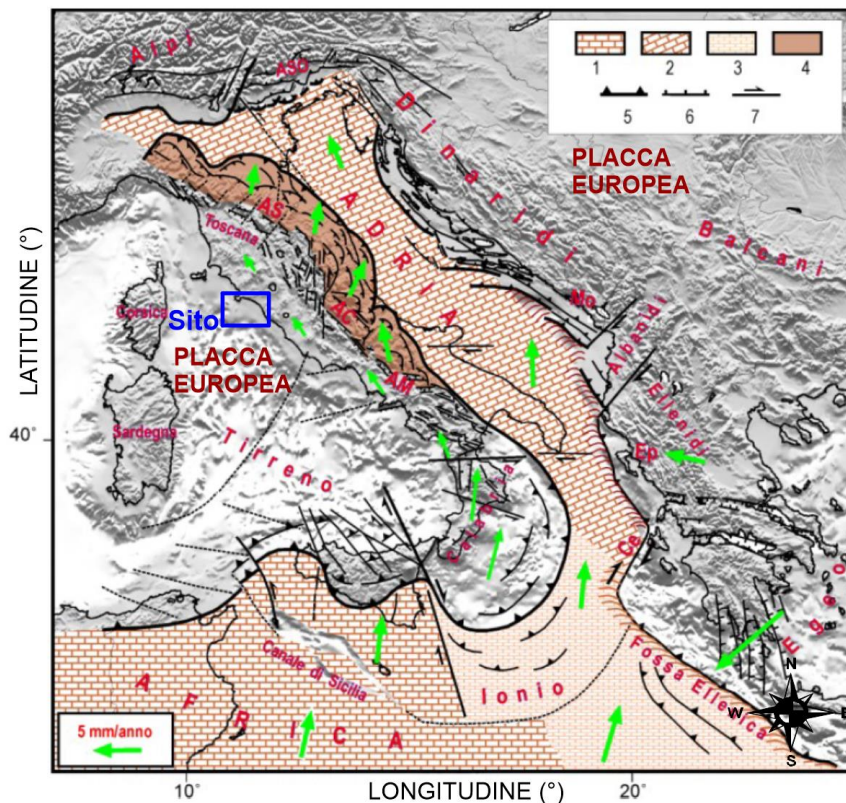 1 2 3 4
5 6 7
Alpi
ASO
Dinaridi
PLACCA
EUROPEA
ADRIA
AS
Toscana
Balcani
Mo
Corsica
Sito
AC
Albanidi
PLACCA
EUROPEA
AM
Ellenidi
40°
Sardegna
Tirreno
Ep
Calabria
Ce
Egeo
Fossa Ellenica
Canale di Sicilia
Ionio
AFRICA
N
W
E
S
5 mm/anno
10°
20°
LATITUDINE (°)
LONGITUDINE (°)